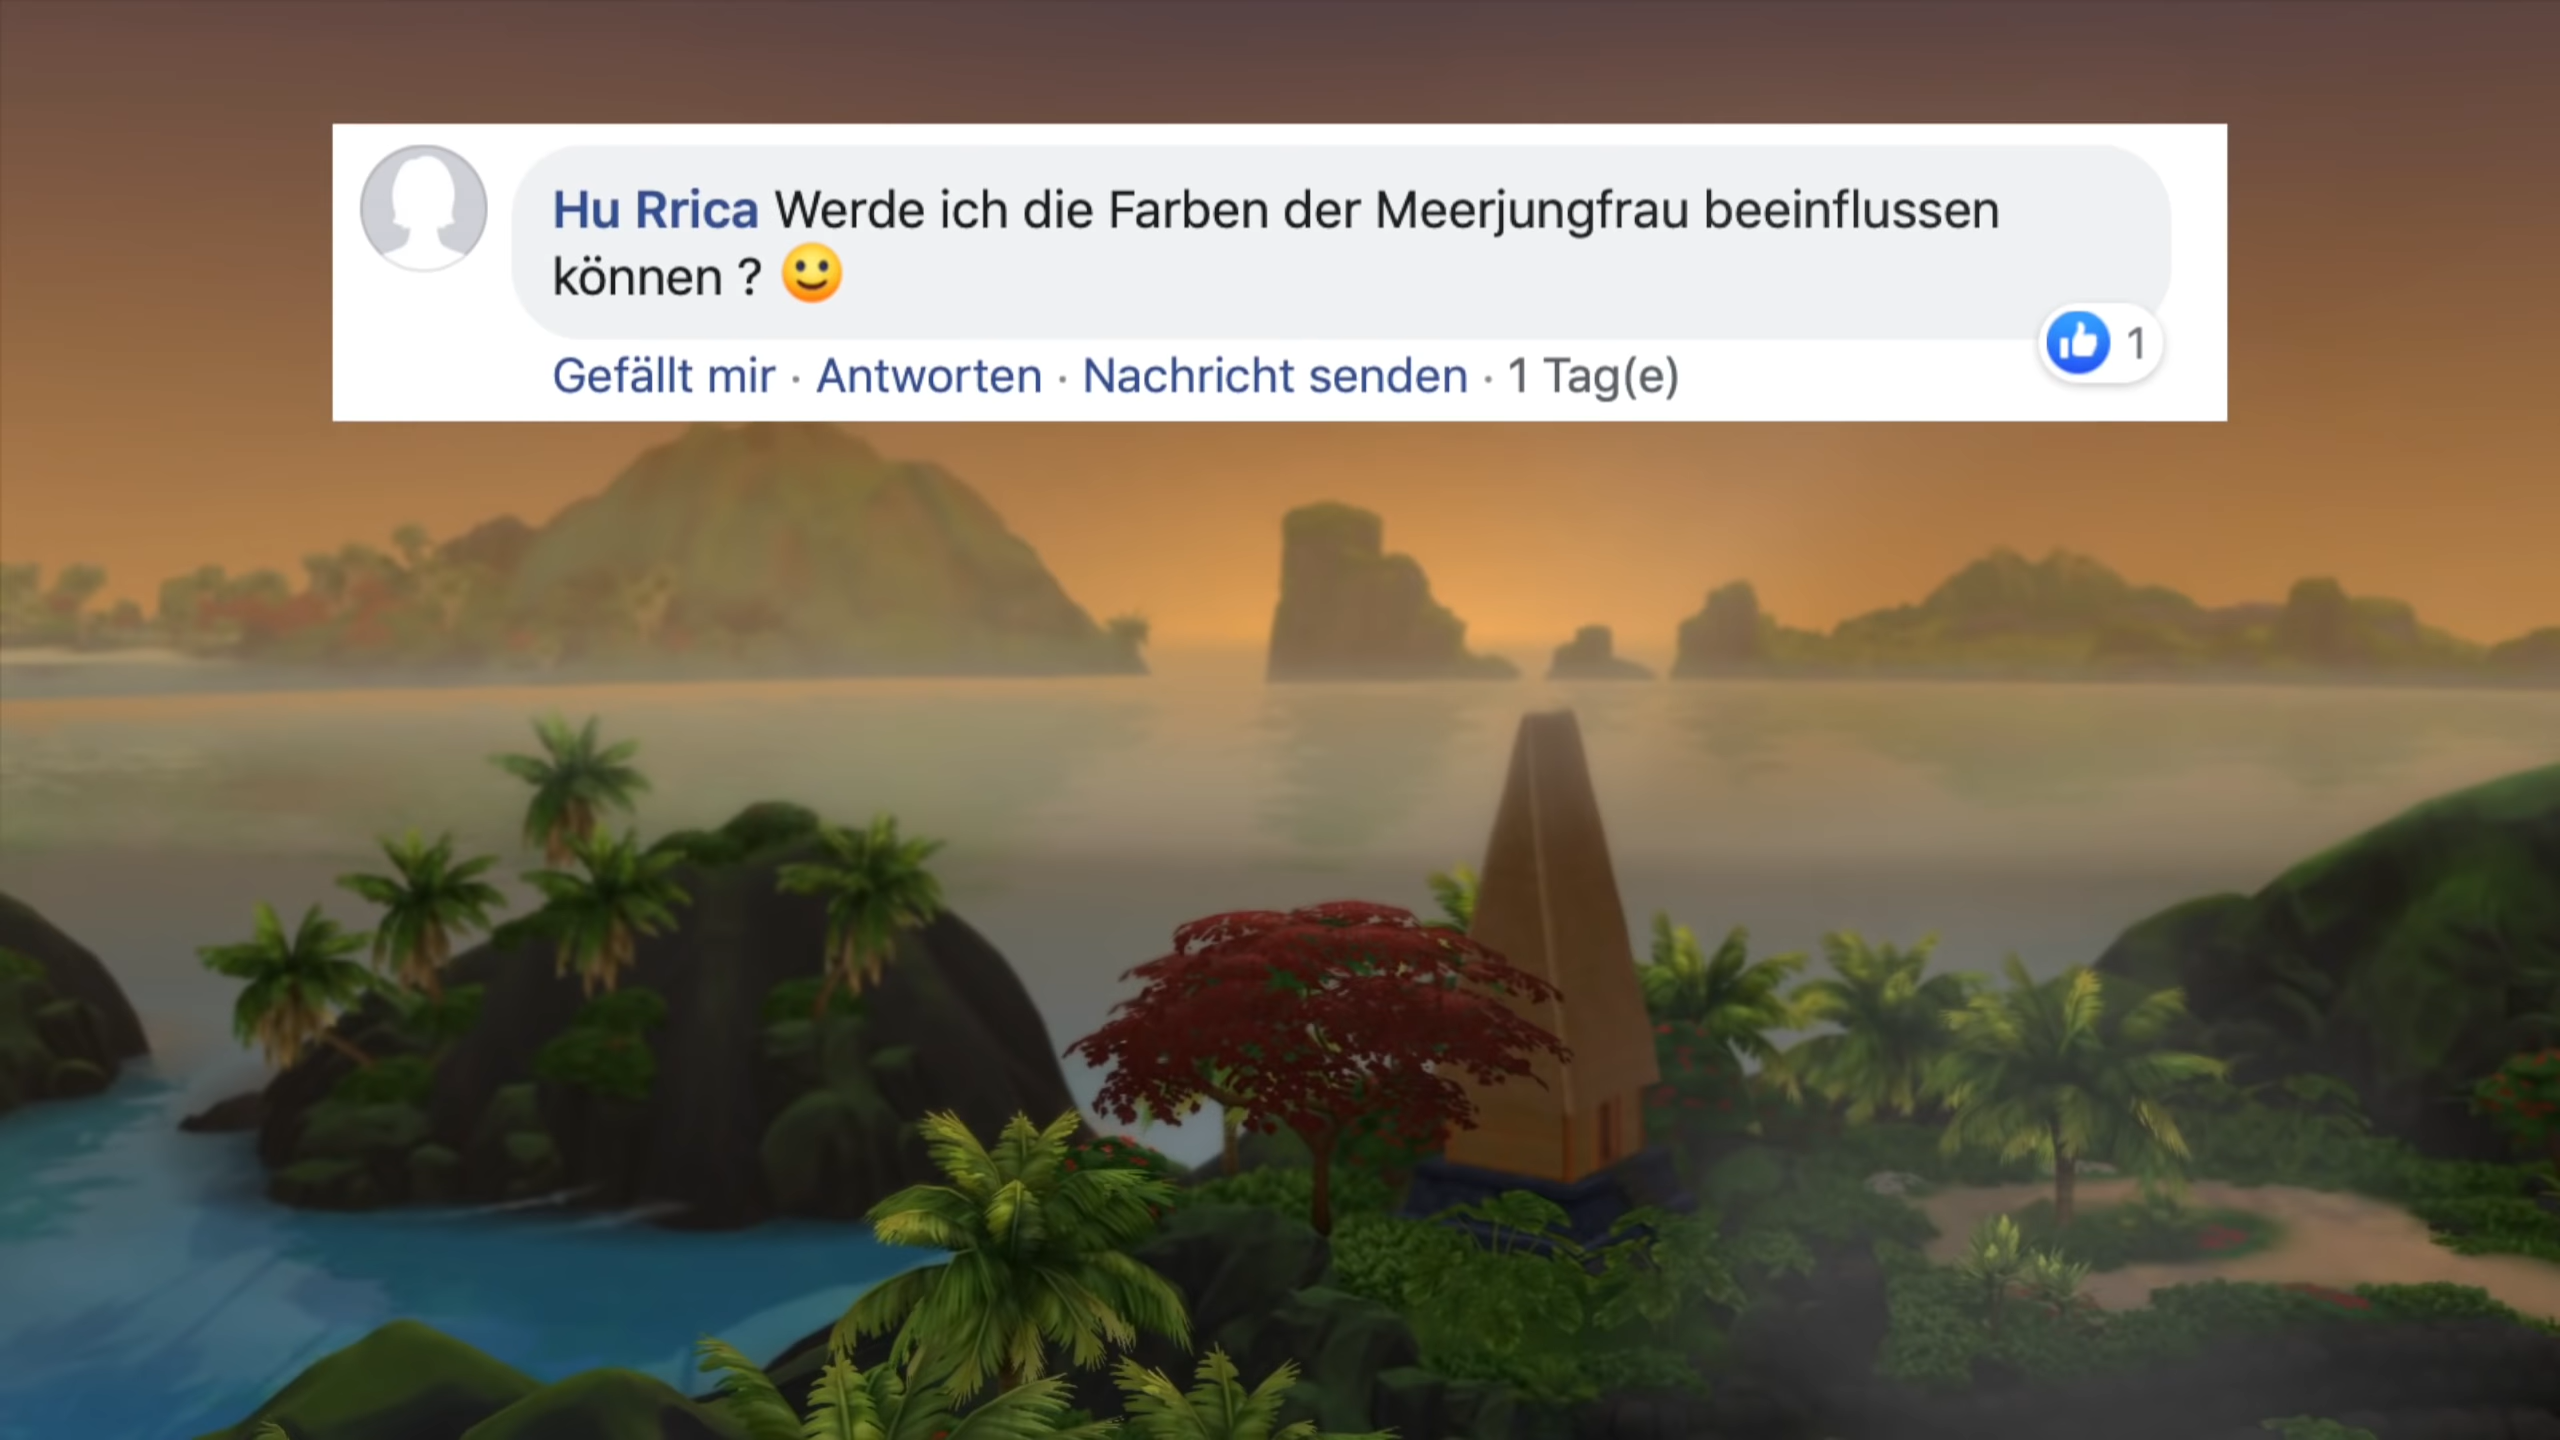 Hu Rrica Werde ich die Farben der Meerjungfrau beeinflussen
können ? 🙂
1
Gefällt mir · Antworten · Nachricht senden · 1 Tag(e)